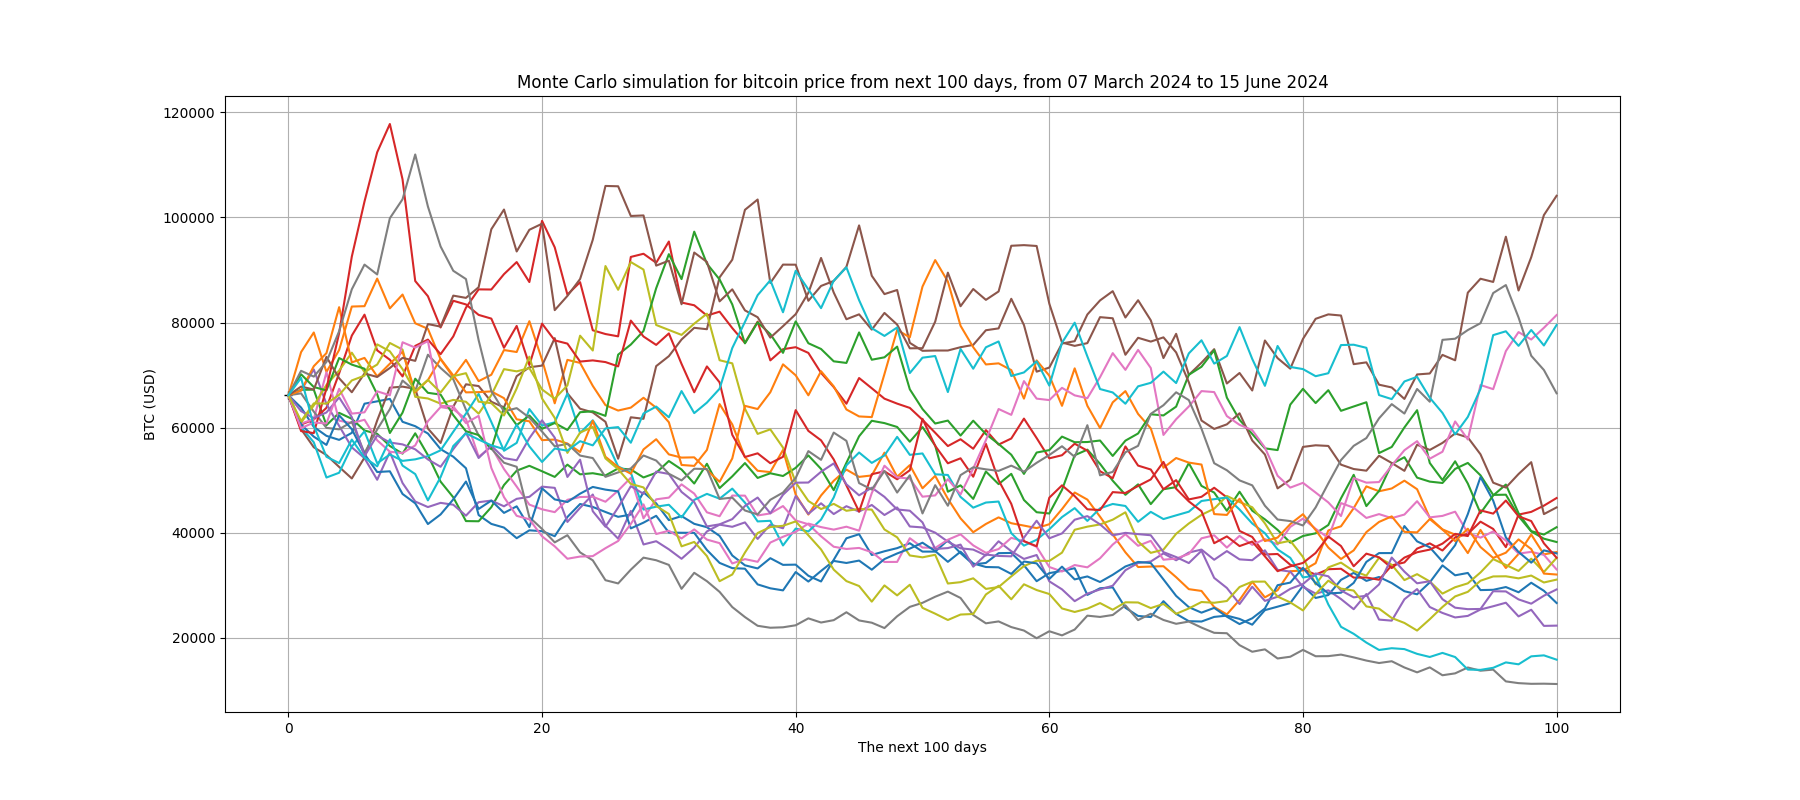 Monte Carlo simulation for bitcoin price from next 100 days, from 07 March 2024 to 15 June 2024
120000
100000
80000
60000
40000
20000
BTC (USD)
0 20 40 60 80 100
The next 100 days